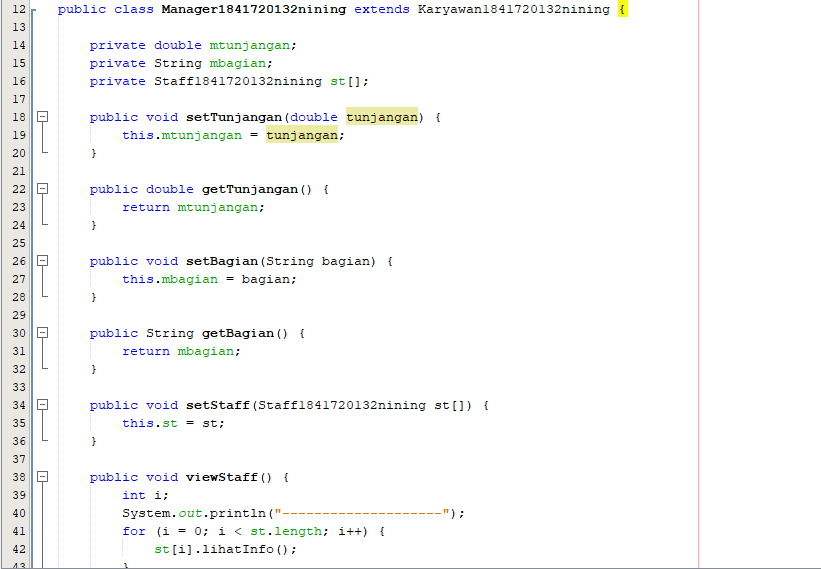 12 public class Manager1841720132nining extends Karyawan1841720132nining {
13
14 private double mtunjangan;
15 private String mbagian;
16 private Staff1841720132nining st[];
17
18 public void setTunjangan(double tunjangan) {
19 this.mtunjangan = tunjangan;
20 }
21
22 public double getTunjangan() {
23 return mtunjangan;
24 }
25
26 public void setBagian(String bagian) {
27 this.mbagian = bagian;
28 }
29
30 public String getBagian() {
31 return mbagian;
32 }
33
34 public void setStaff(Staff1841720132nining st[]) {
35 this.st = st;
36 }
37
38 public void viewStaff() {
39 int i;
40 System.out.println("--------------------");
41 for (i = 0; i < st.length; i++) {
42 st[i].lihatInfo();
43 }